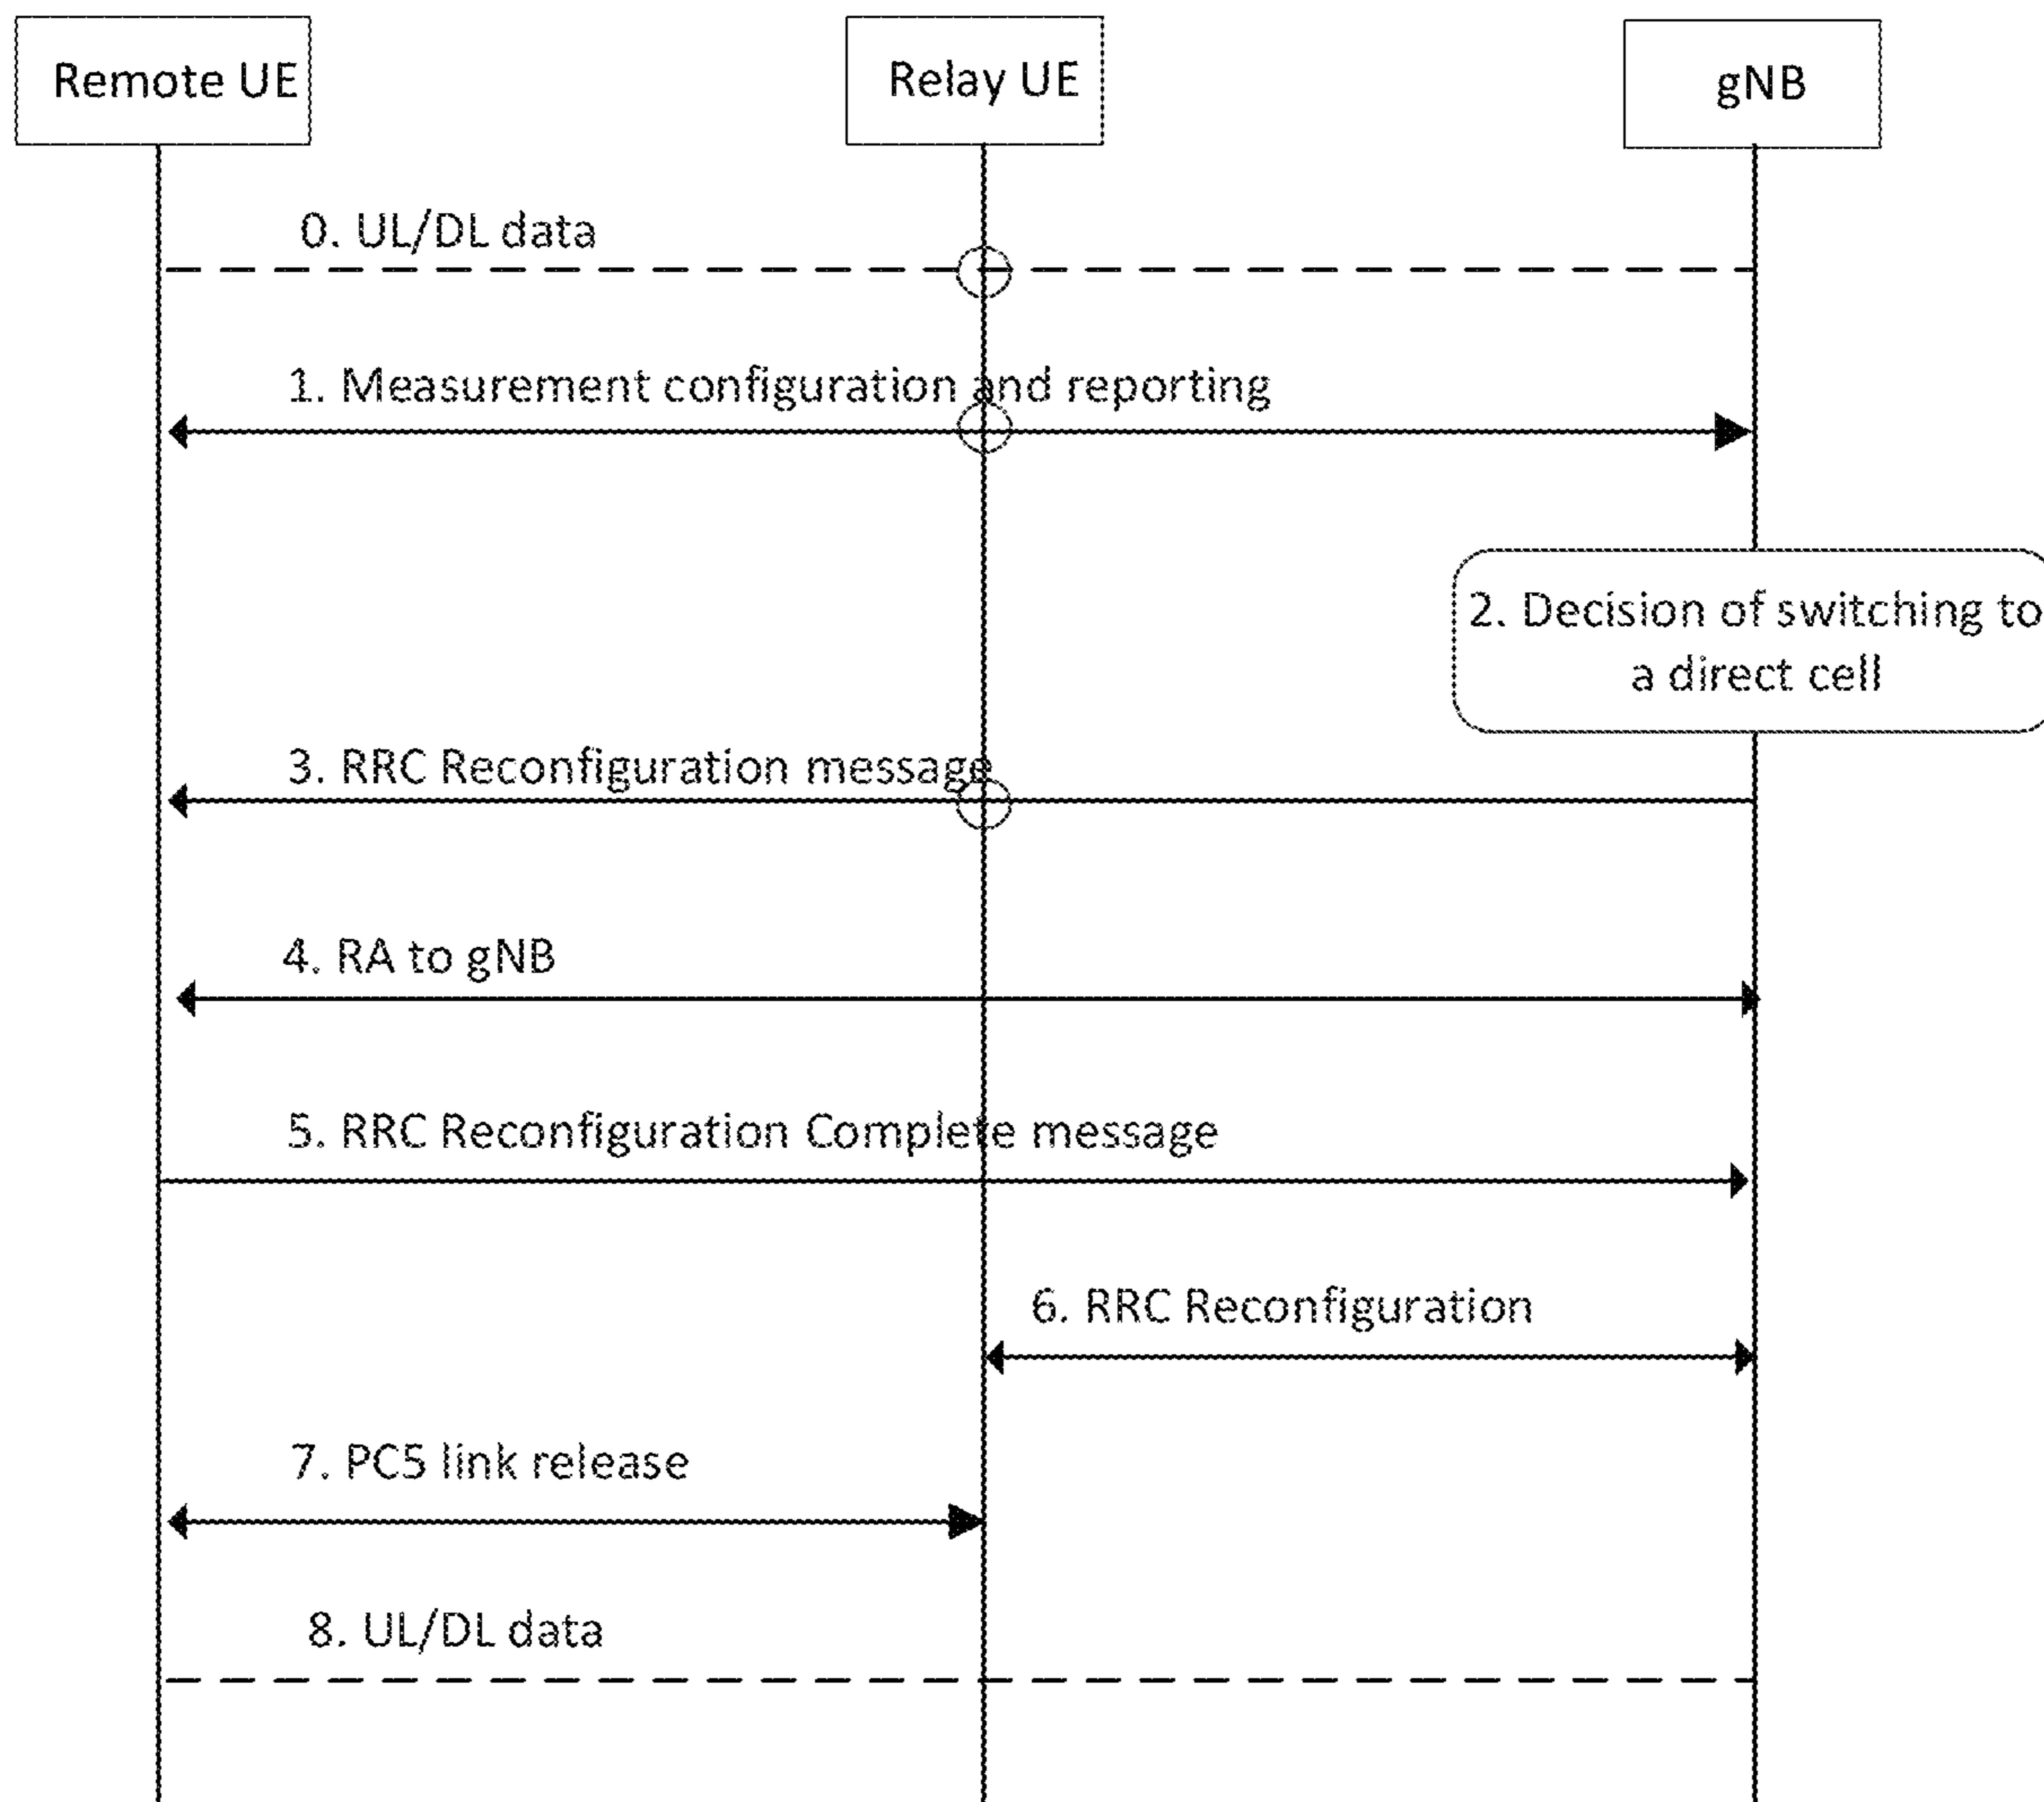 Remote UE
Relay UE
gNB
0. UL/DL data
1. Measurement configuration and reporting
2. Decision of switching to
a direct cell
3. RRC Reconfiguration message
4. RA to gNB
5. RRC Reconfiguration Complete message
6. RRC Reconfiguration
7. PC5 link release
8. UL/DL data